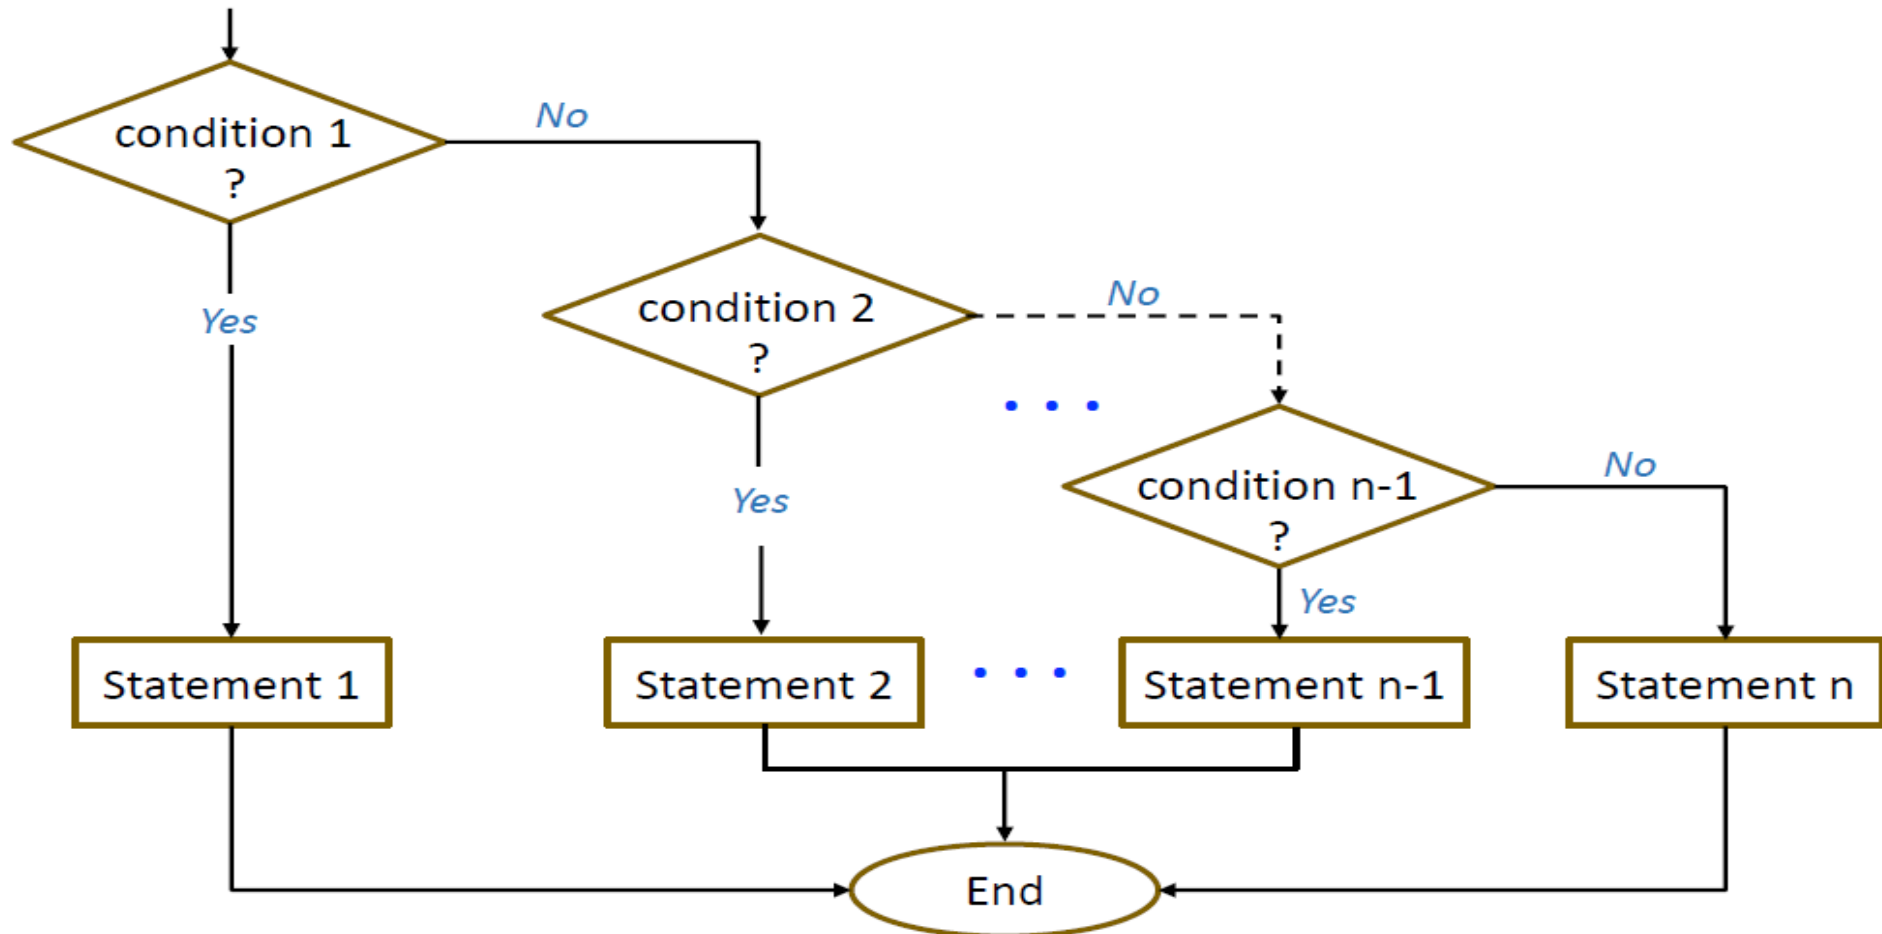 condition 1
?
No
Yes
condition 2
?
No
Yes
. . .
condition n-1
?
No
Yes
Statement 1
Statement 2
. . .
Statement n-1
Statement n
End